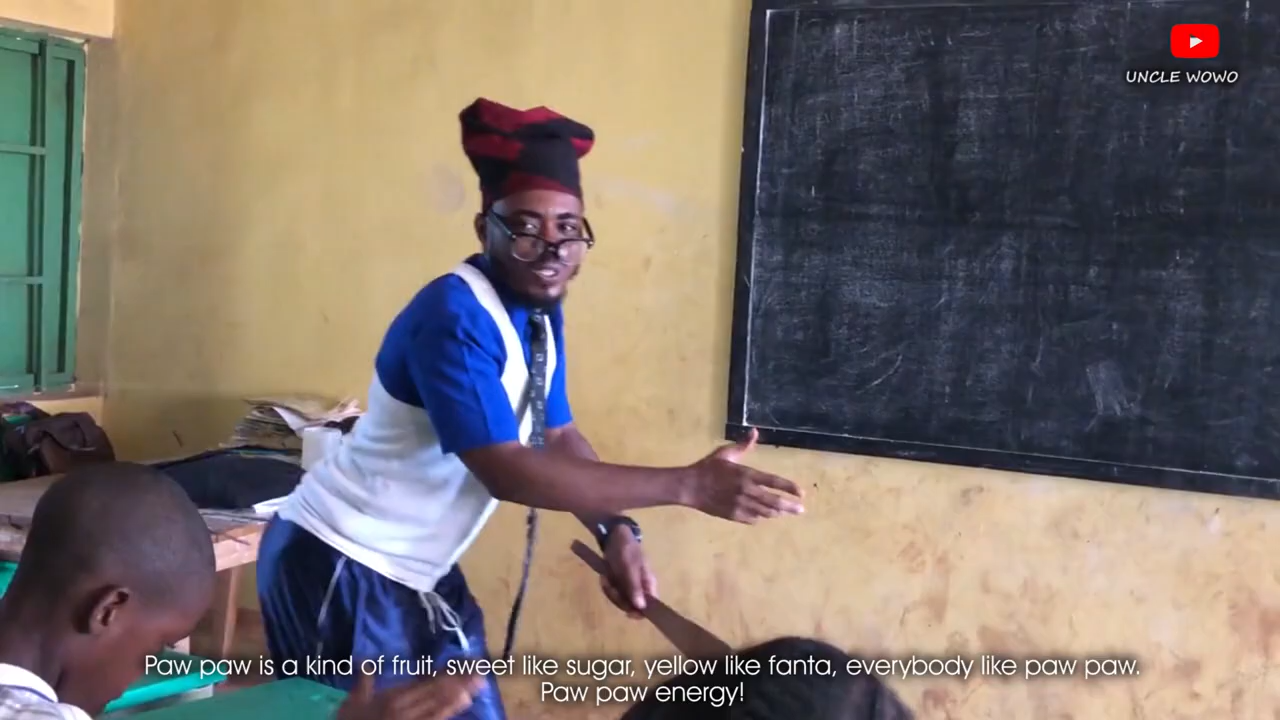 UNCLE WOWO
Paw paw is a kind of fruit, sweet like sugar, yellow like fanta, everybody like paw paw.
Paw paw energy!